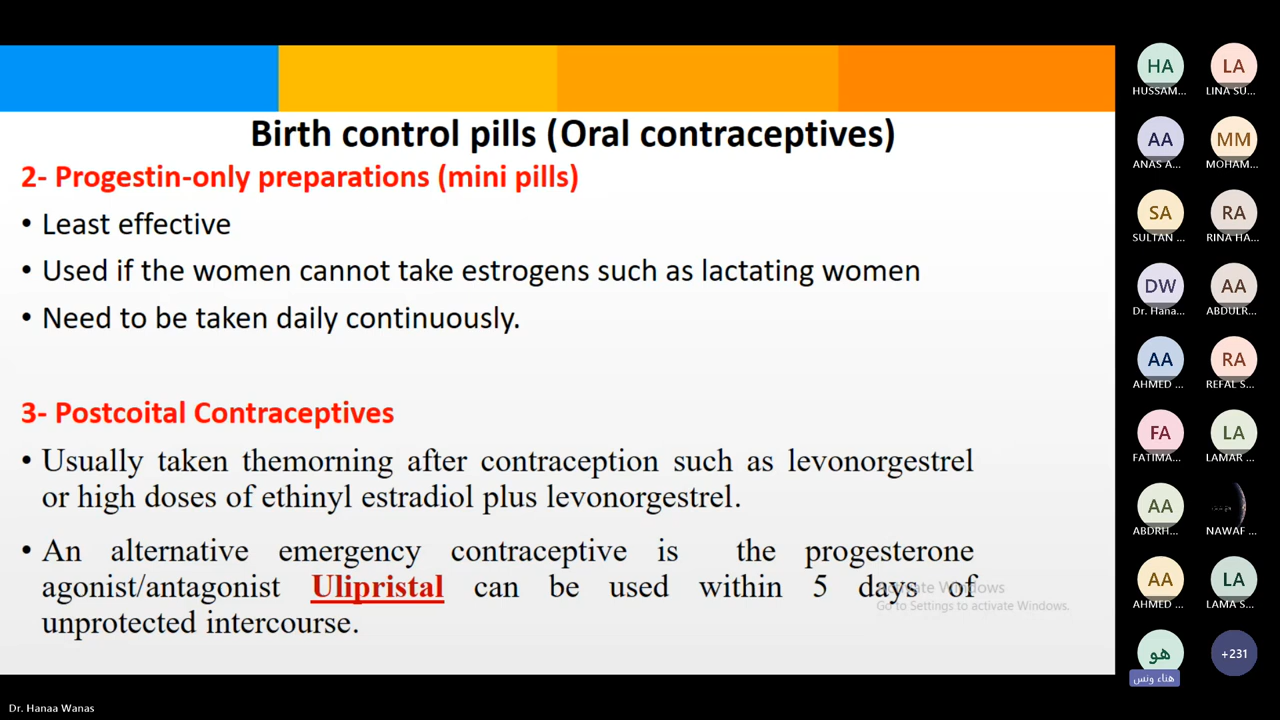 Birth control pills (Oral contraceptives)
2- Progestin-only preparations (mini pills)
• Least effective
• Used if the women cannot take estrogens such as lactating women
• Need to be taken daily continuously.
3- Postcoital Contraceptives
• Usually taken themorning after contraception such as levonorgestrel
or high doses of ethinyl estradiol plus levonorgestrel.
• An alternative emergency contraceptive is the progesterone
agonist/antagonist Ulipristal can be used within 5 days of
unprotected intercourse.
Activate Windows
Go to Settings to activate Windows.
HA
HUSSAM...
LA
LINA SU...
AA
ANAS A...
MM
MOHAM...
SA
SULTAN ...
RA
RINA HA...
DW
Dr. Hana...
AA
ABDULR...
AA
AHMED ...
RA
REFAL S...
FA
FATIMA...
LA
LAMAR ...
AA
ABDRH...
NAWAF ...
AA
AHMED ...
LA
LAMA S...
هو
هناء ونس
+231
Dr. Hanaa Wanas